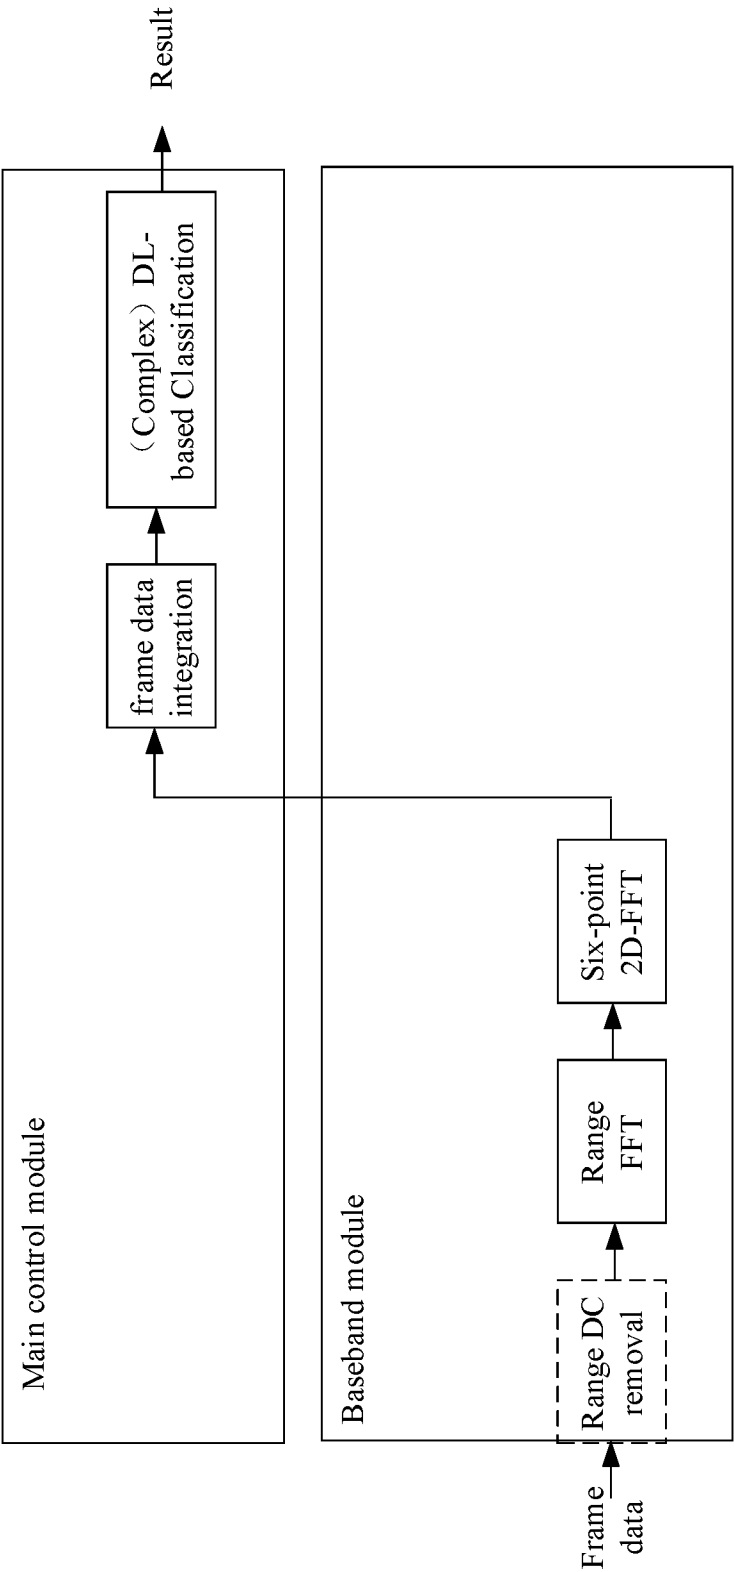 Main control module
frame data
integration
（Complex）DL-
based Classification
Result
Baseband module
Frame
data
Range DC
removal
Range
FFT
Six-point
2D-FFT